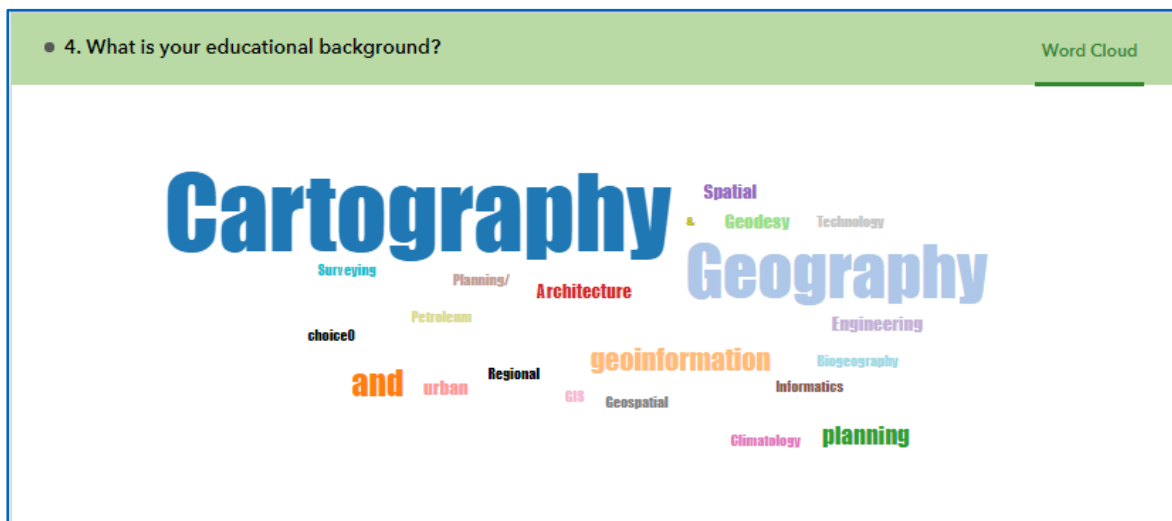 4. What is your educational background?
Word Cloud
Cartography
Spatial
&
Geodesy
Technology
Geography
Surveying
Planning/
Architecture
Petroleum
Engineering
choice0
geoinformation
Biogeography
and
urban
Regional
Informatics
GIS
Geospatial
Climatology
planning